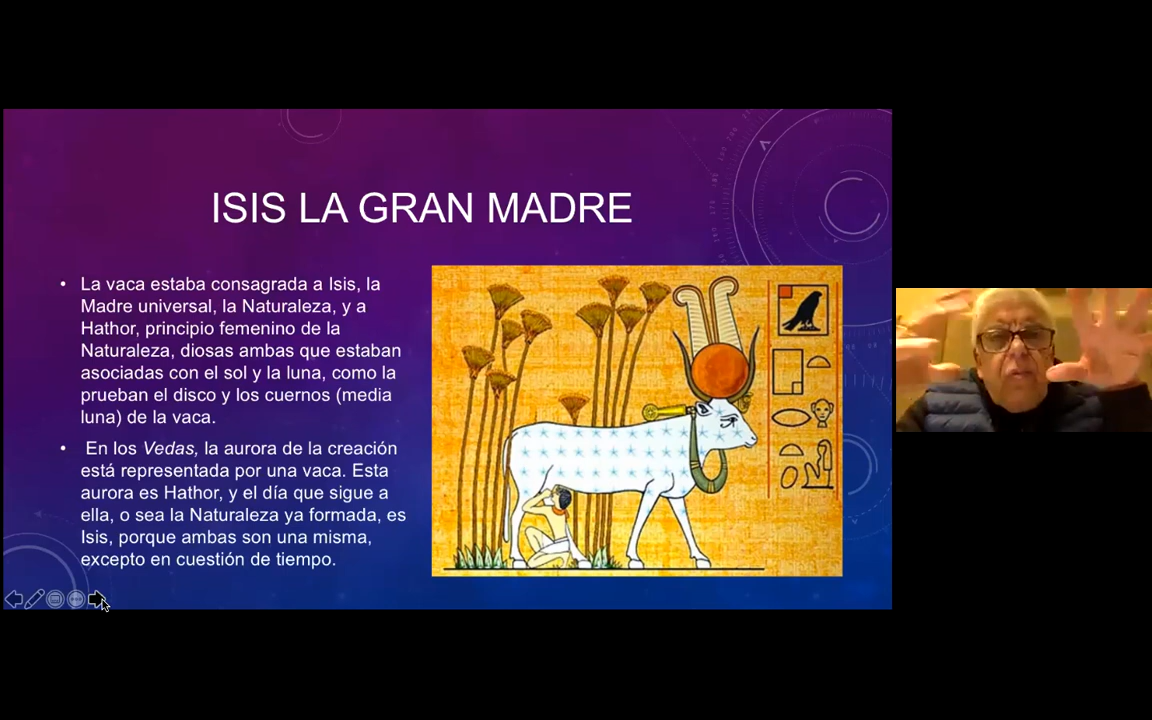 ISIS LA GRAN MADRE
• La vaca estaba consagrada a Isis, la
Madre universal, la Naturaleza, y a
Hathor, principio femenino de la
Naturaleza, diosas ambas que estaban
asociadas con el sol y la luna, como la
prueban el disco y los cuernos (media
luna) de la vaca.
• En los Vedas, la aurora de la creación
está representada por una vaca. Esta
aurora es Hathor, y el día que sigue a
ella, o sea la Naturaleza ya formada, es
Isis, porque ambas son una misma,
excepto en cuestión de tiempo.